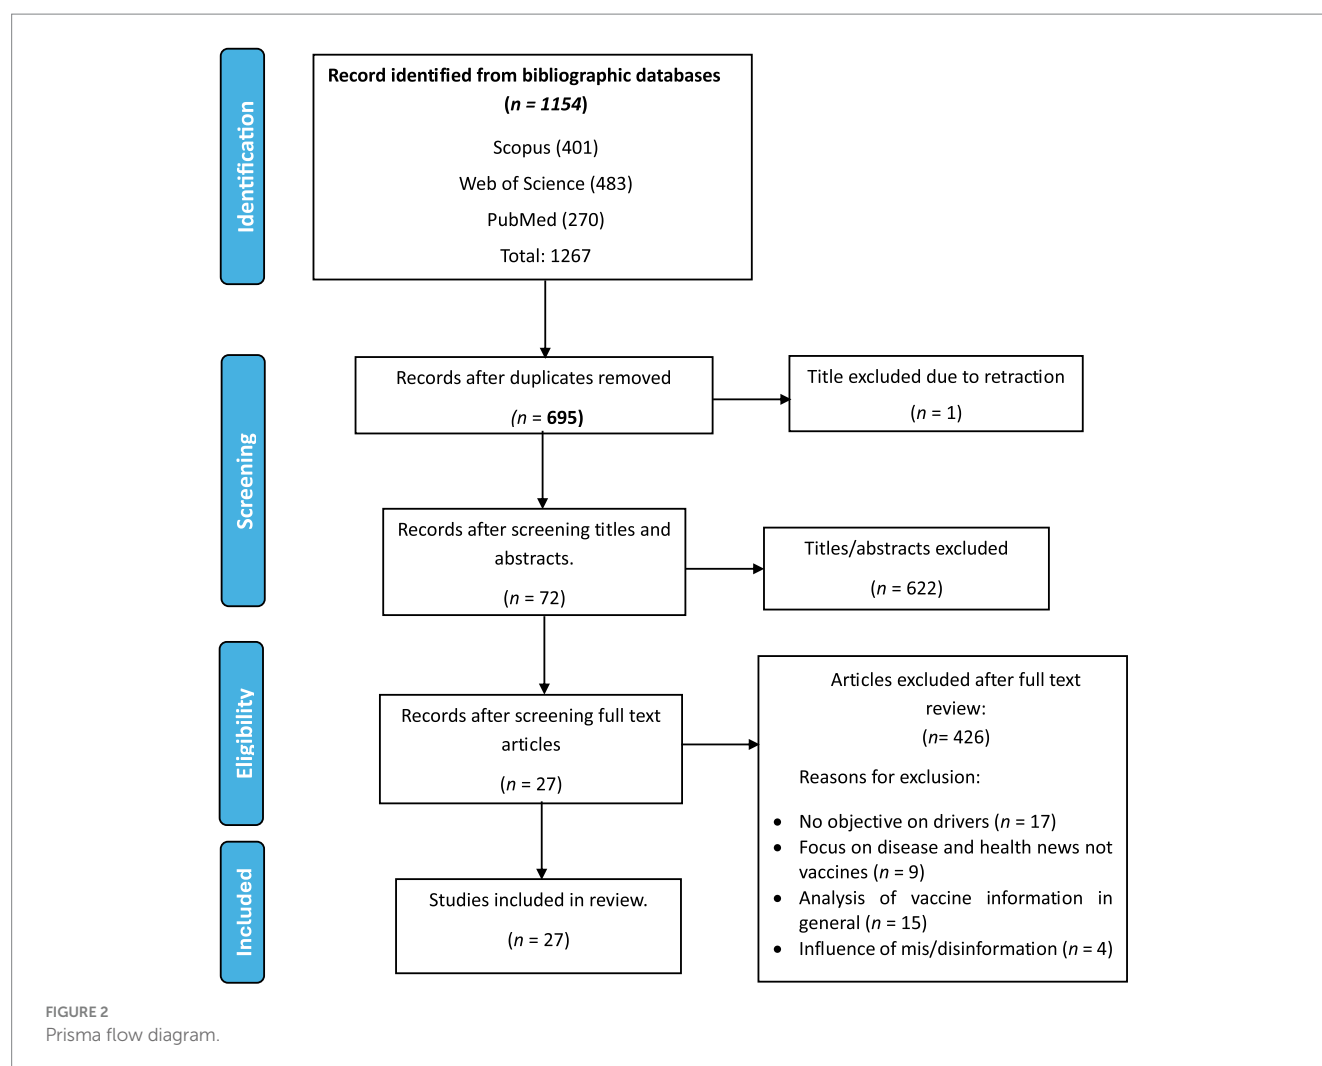 Identification
Record identified from bibliographic databases
(n = 1154)
Scopus (401)
Web of Science (483)
PubMed (270)
Total: 1267
Screening
Records after duplicates removed
(n = 695)
Title excluded due to retraction
(n = 1)
Records after screening titles and
abstracts.
(n = 72)
Titles/abstracts excluded
(n = 622)
Eligibility
Records after screening full text
articles
(n = 27)
Articles excluded after full text
review:
(n= 426)
Reasons for exclusion:
• No objective on drivers (n = 17)
• Focus on disease and health news not
vaccines (n = 9)
• Analysis of vaccine information in
general (n = 15)
• Influence of mis/disinformation (n = 4)
Included
Studies included in review.
(n = 27)
FIGURE 2
Prisma flow diagram.